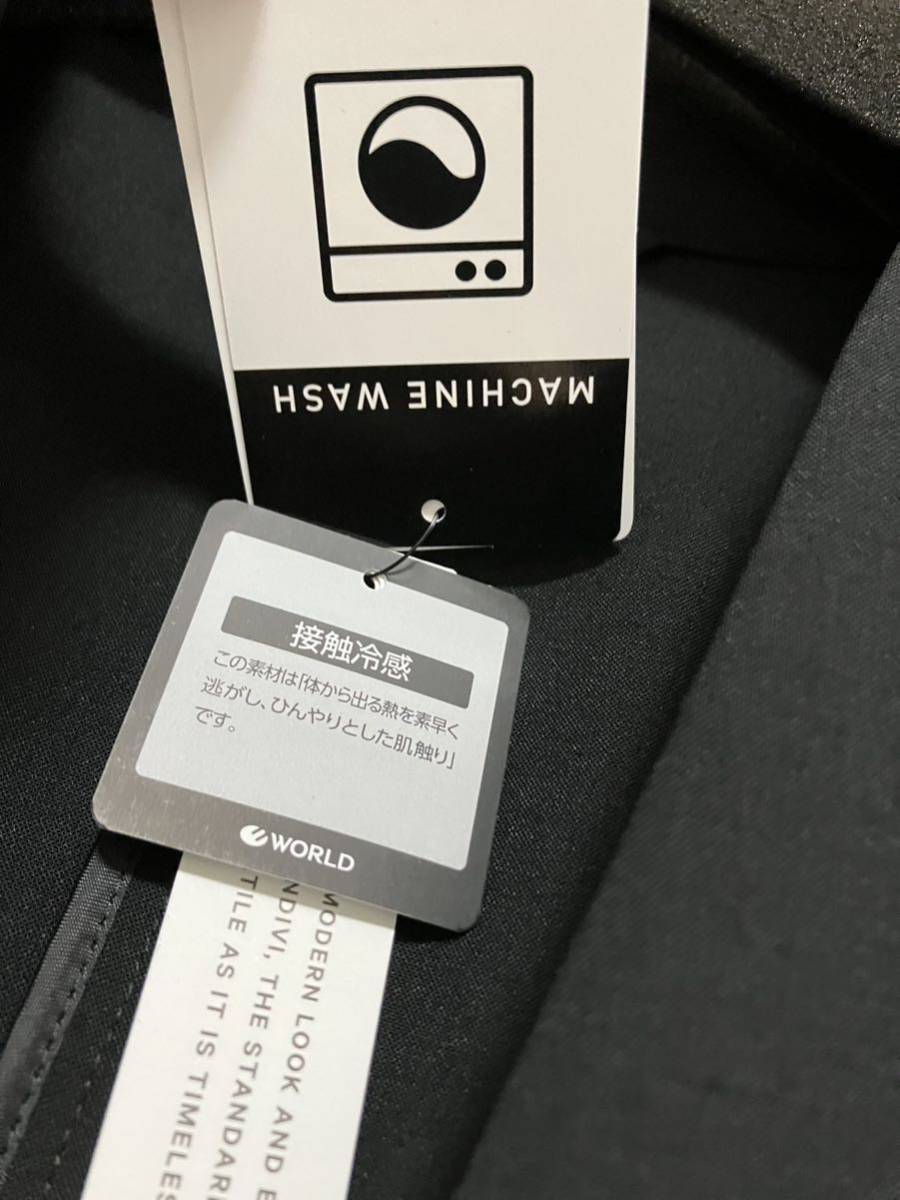 MACHINE WASH
接触冷感
この素材は「体から出る熱を素早く
逃がし、ひんやりとした肌触り」
です。
WORLD
MODERN LOOK AND
INDIVI, THE STANDARD
TILE AS IT IS TIMELES